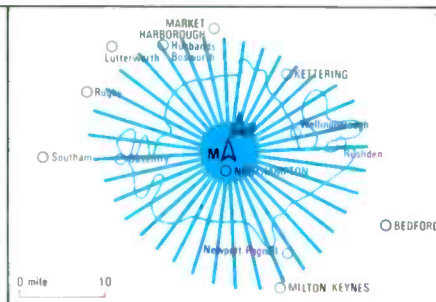 MARKET
HARBOROUGH
Husbands
Bosworth
Lutterworth
KETTERING
Rugby
Wellingborough
Rushden
Southam
Daventry
M
NORTHAMPTON
BEDFORD
Newport Pagnell
MILTON KEYNES
0 mile 10